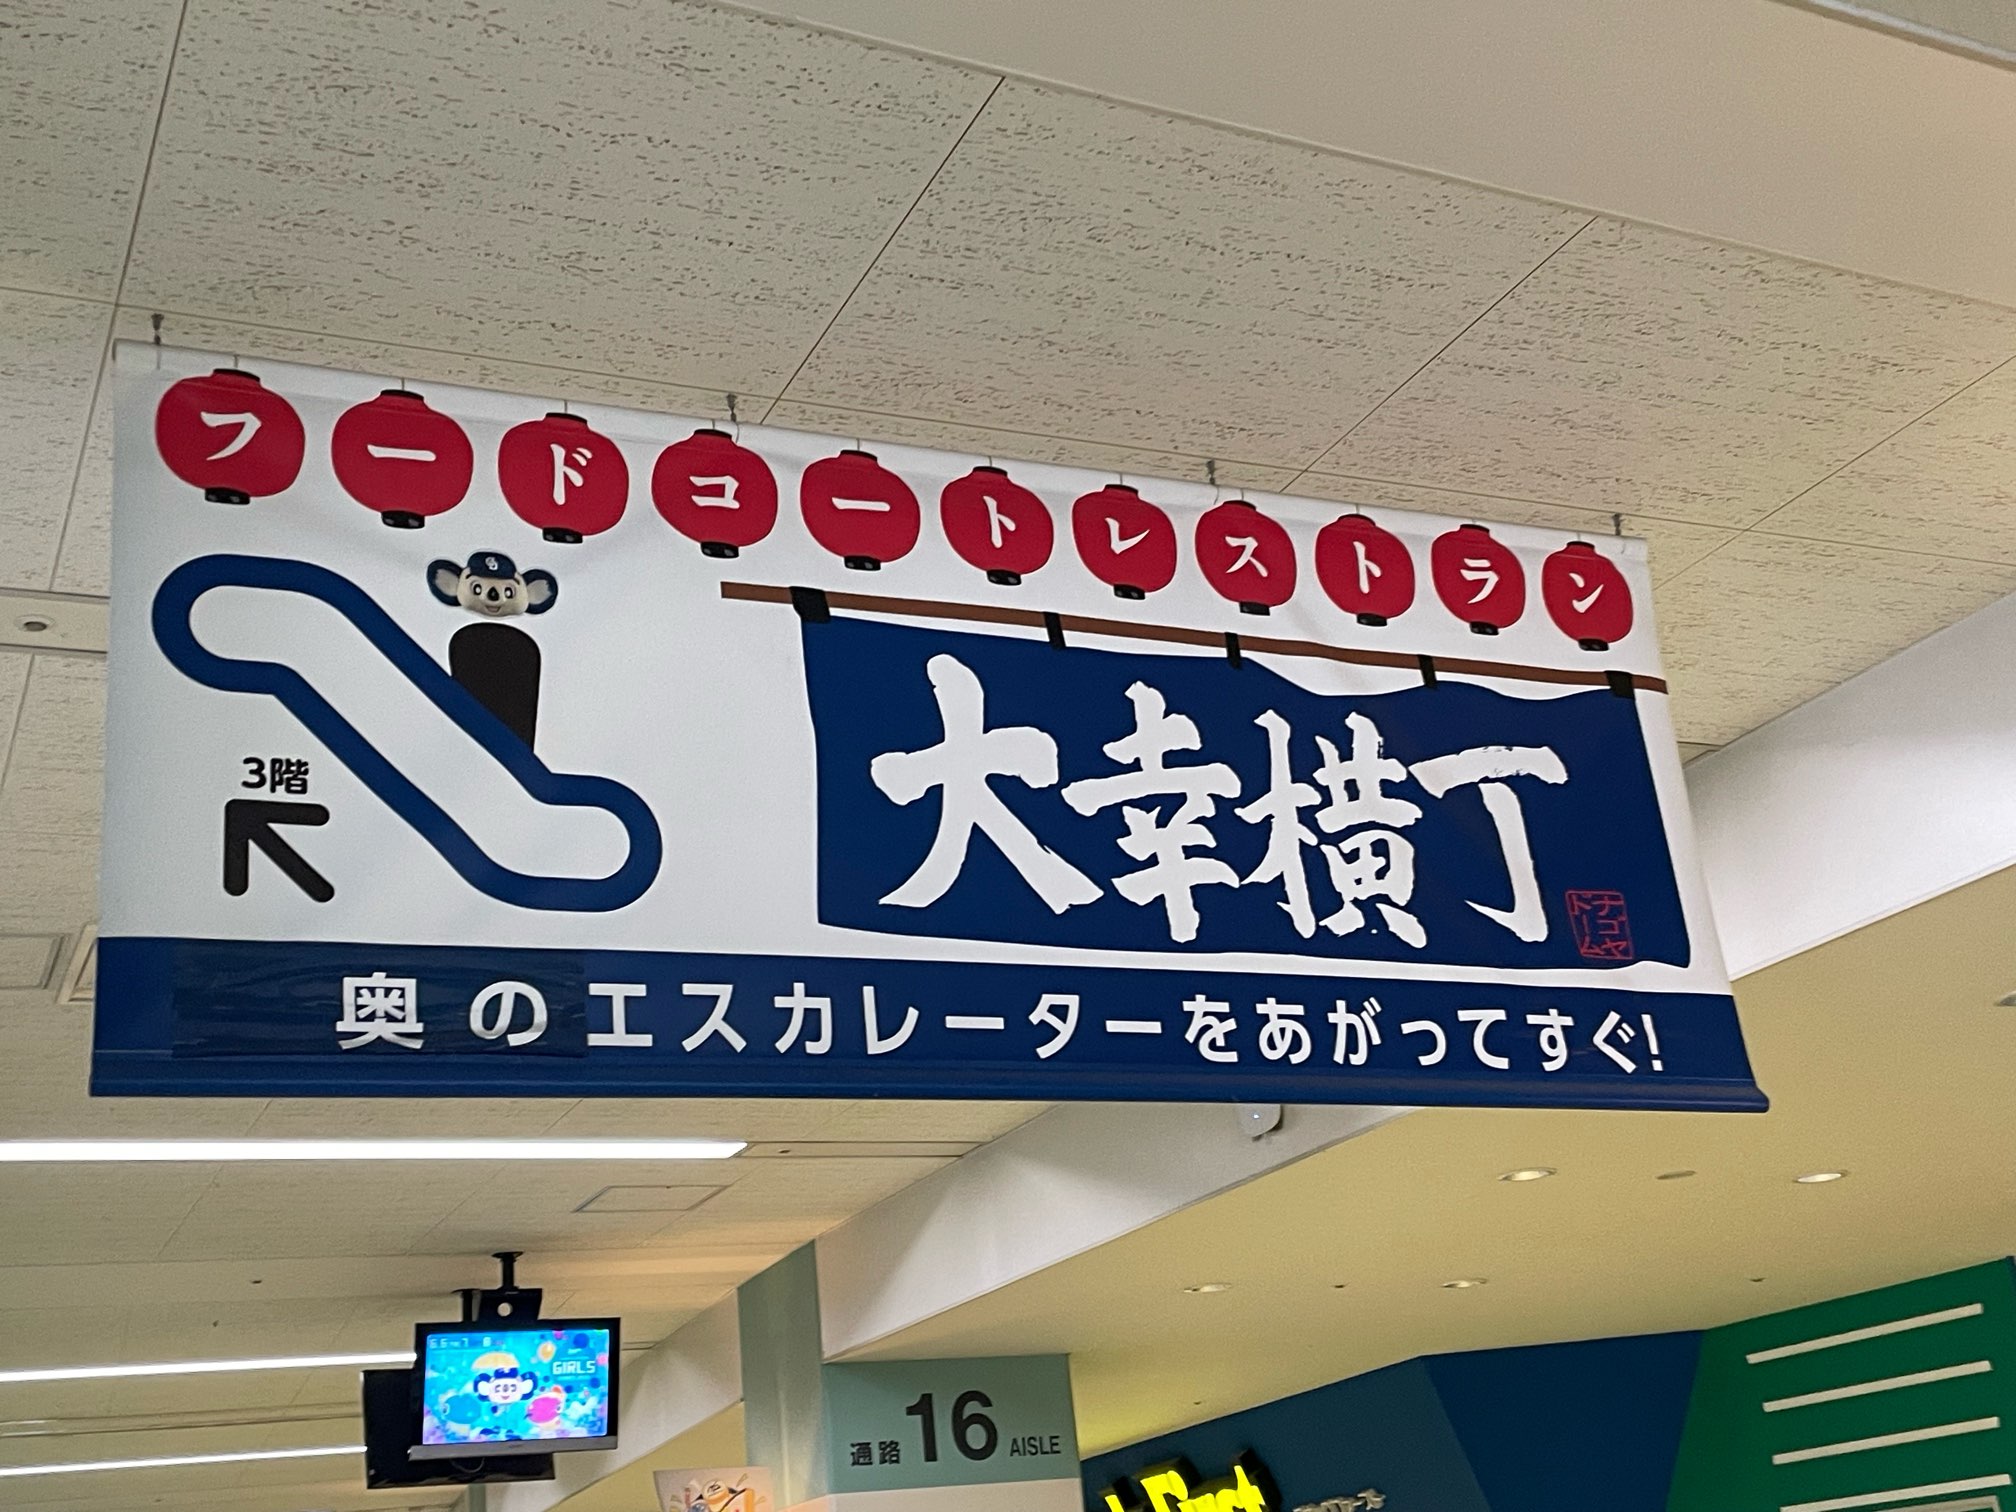 フードコートレストラン
3階
大幸横丁
ナゴヤ
ドーム
奥のエスカレーターをあがってすぐ!
GIRLS
通路 16 AISLE
First